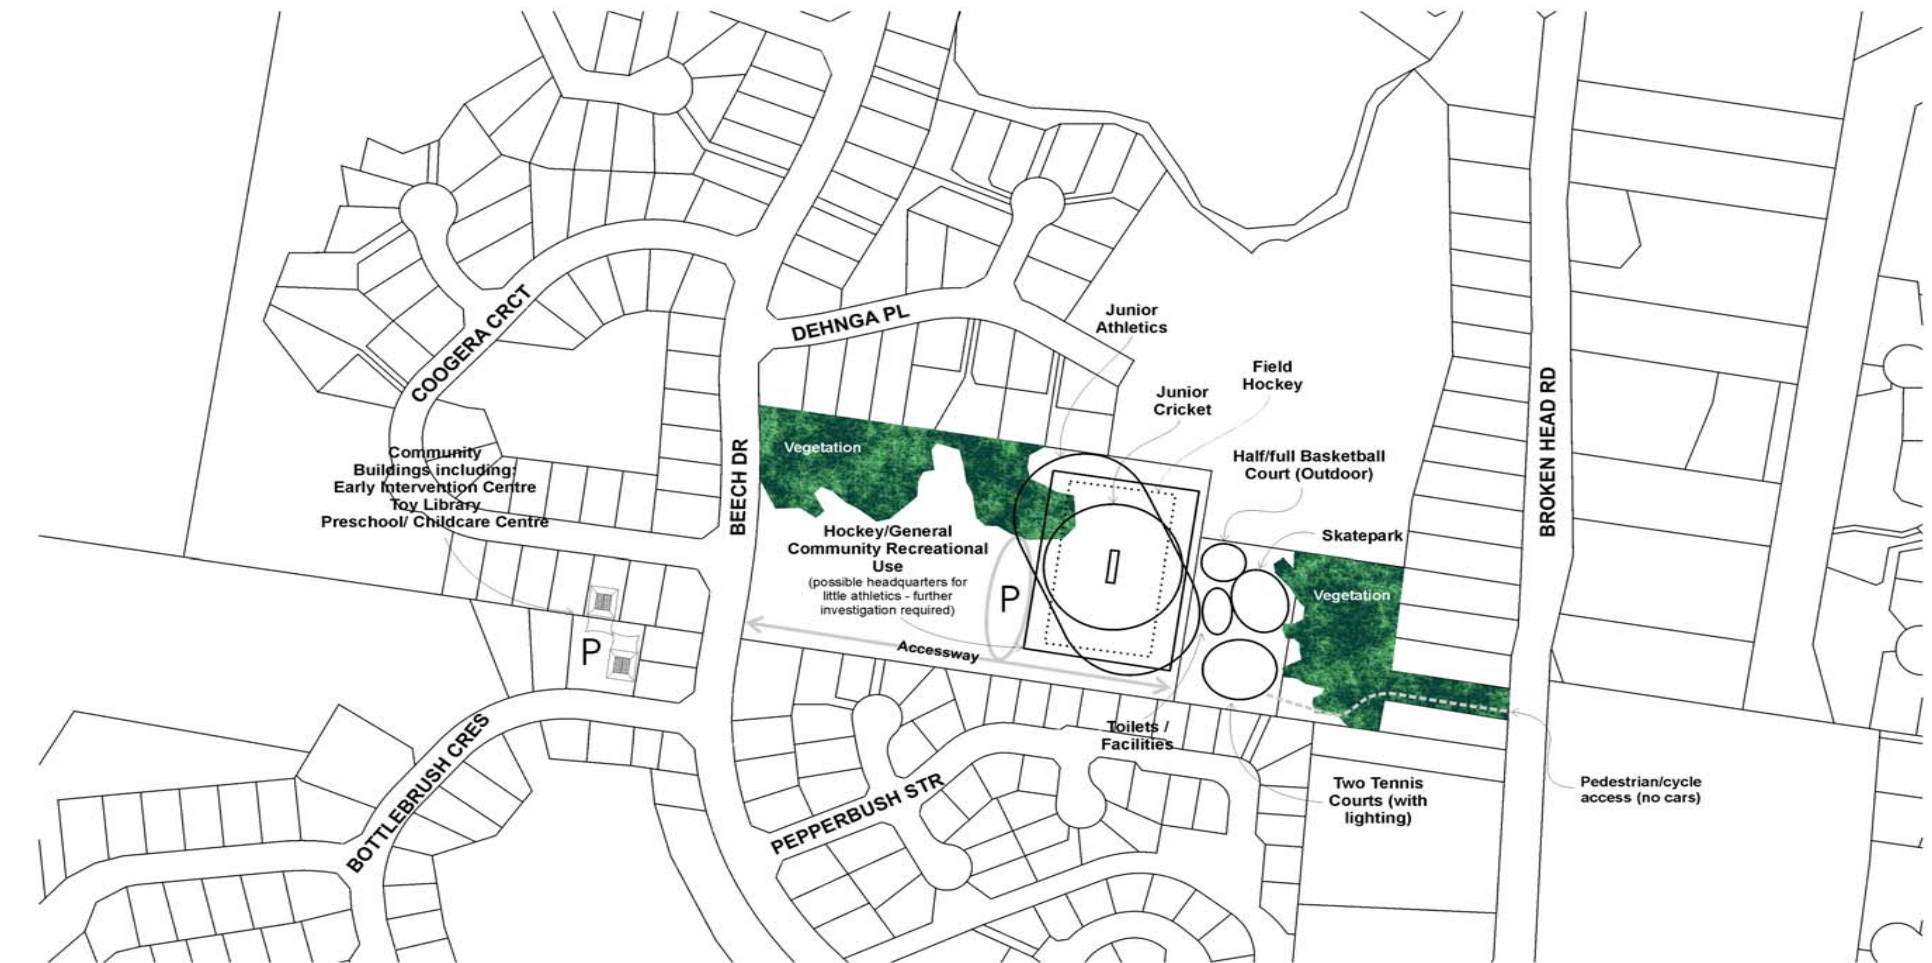 Junior
Athletics
DEHNGA PL
COOGERA CRCT
Field
Hockey
Junior
Cricket
BROKEN HEAD RD
BEECH DR
Vegetation
Half/full Basketball
Court (Outdoor)
Community
Buildings including:
Early Intervention Centre
Toy Library
Preschool/ Childcare Centre
Hockey/General
Community Recreational
Use
(possible headquarters for
little athletics - further
investigation required)
Skatepark
Vegetation
P
P
Accessway
Toilets /
Facilities
BOTTLEBRUSH CRES
PEPPERBUSH STR
Two Tennis
Courts (with
lighting)
Pedestrian/cycle
access (no cars)